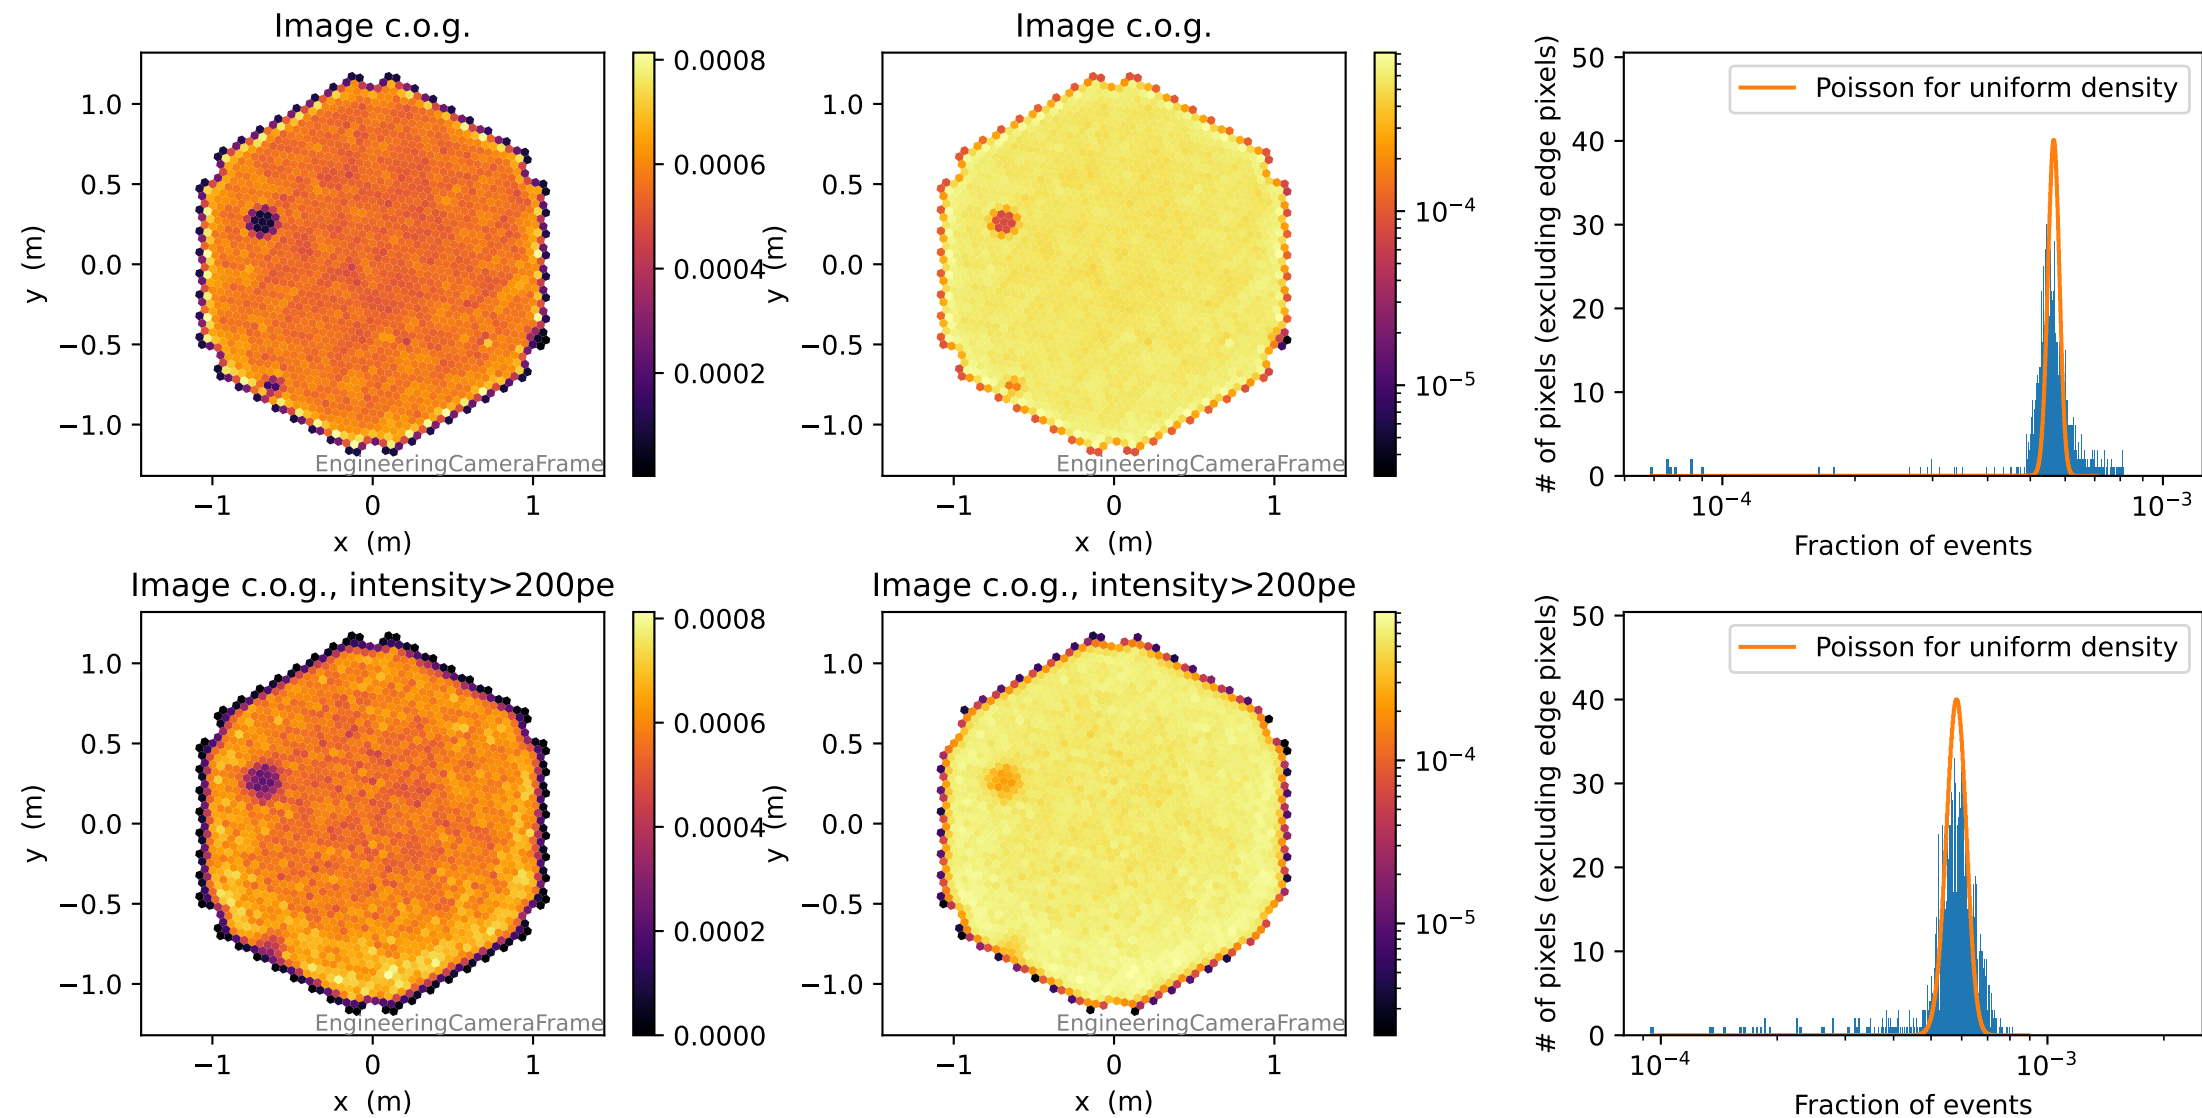 Image c.o.g.
1.0
0.5
0.0
−0.5
−1.0
y (m)
EngineeringCameraFrame
−1
0
1
x (m)
0.0008
0.0006
0.0004
0.0002
Image c.o.g.
1.0
0.5
0.0
−0.5
−1.0
y (m)
EngineeringCameraFrame
−1
0
1
x (m)
10⁻⁴
10⁻⁵
# of pixels (excluding edge pixels)
50
40
30
20
10
0
Poisson for uniform density
10⁻⁴
10⁻³
Fraction of events
Image c.o.g., intensity>200pe
1.0
0.5
0.0
−0.5
−1.0
y (m)
EngineeringCameraFrame
−1
0
1
x (m)
0.0008
0.0006
0.0004
0.0002
0.0000
Image c.o.g., intensity>200pe
1.0
0.5
0.0
−0.5
−1.0
y (m)
EngineeringCameraFrame
−1
0
1
x (m)
10⁻⁴
10⁻⁵
# of pixels (excluding edge pixels)
50
40
30
20
10
0
Poisson for uniform density
10⁻⁴
10⁻³
Fraction of events